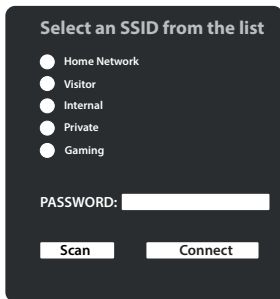 Select an SSID from the list
Home Network
Visitor
Internal
Private
Gaming
PASSWORD:
Scan
Connect